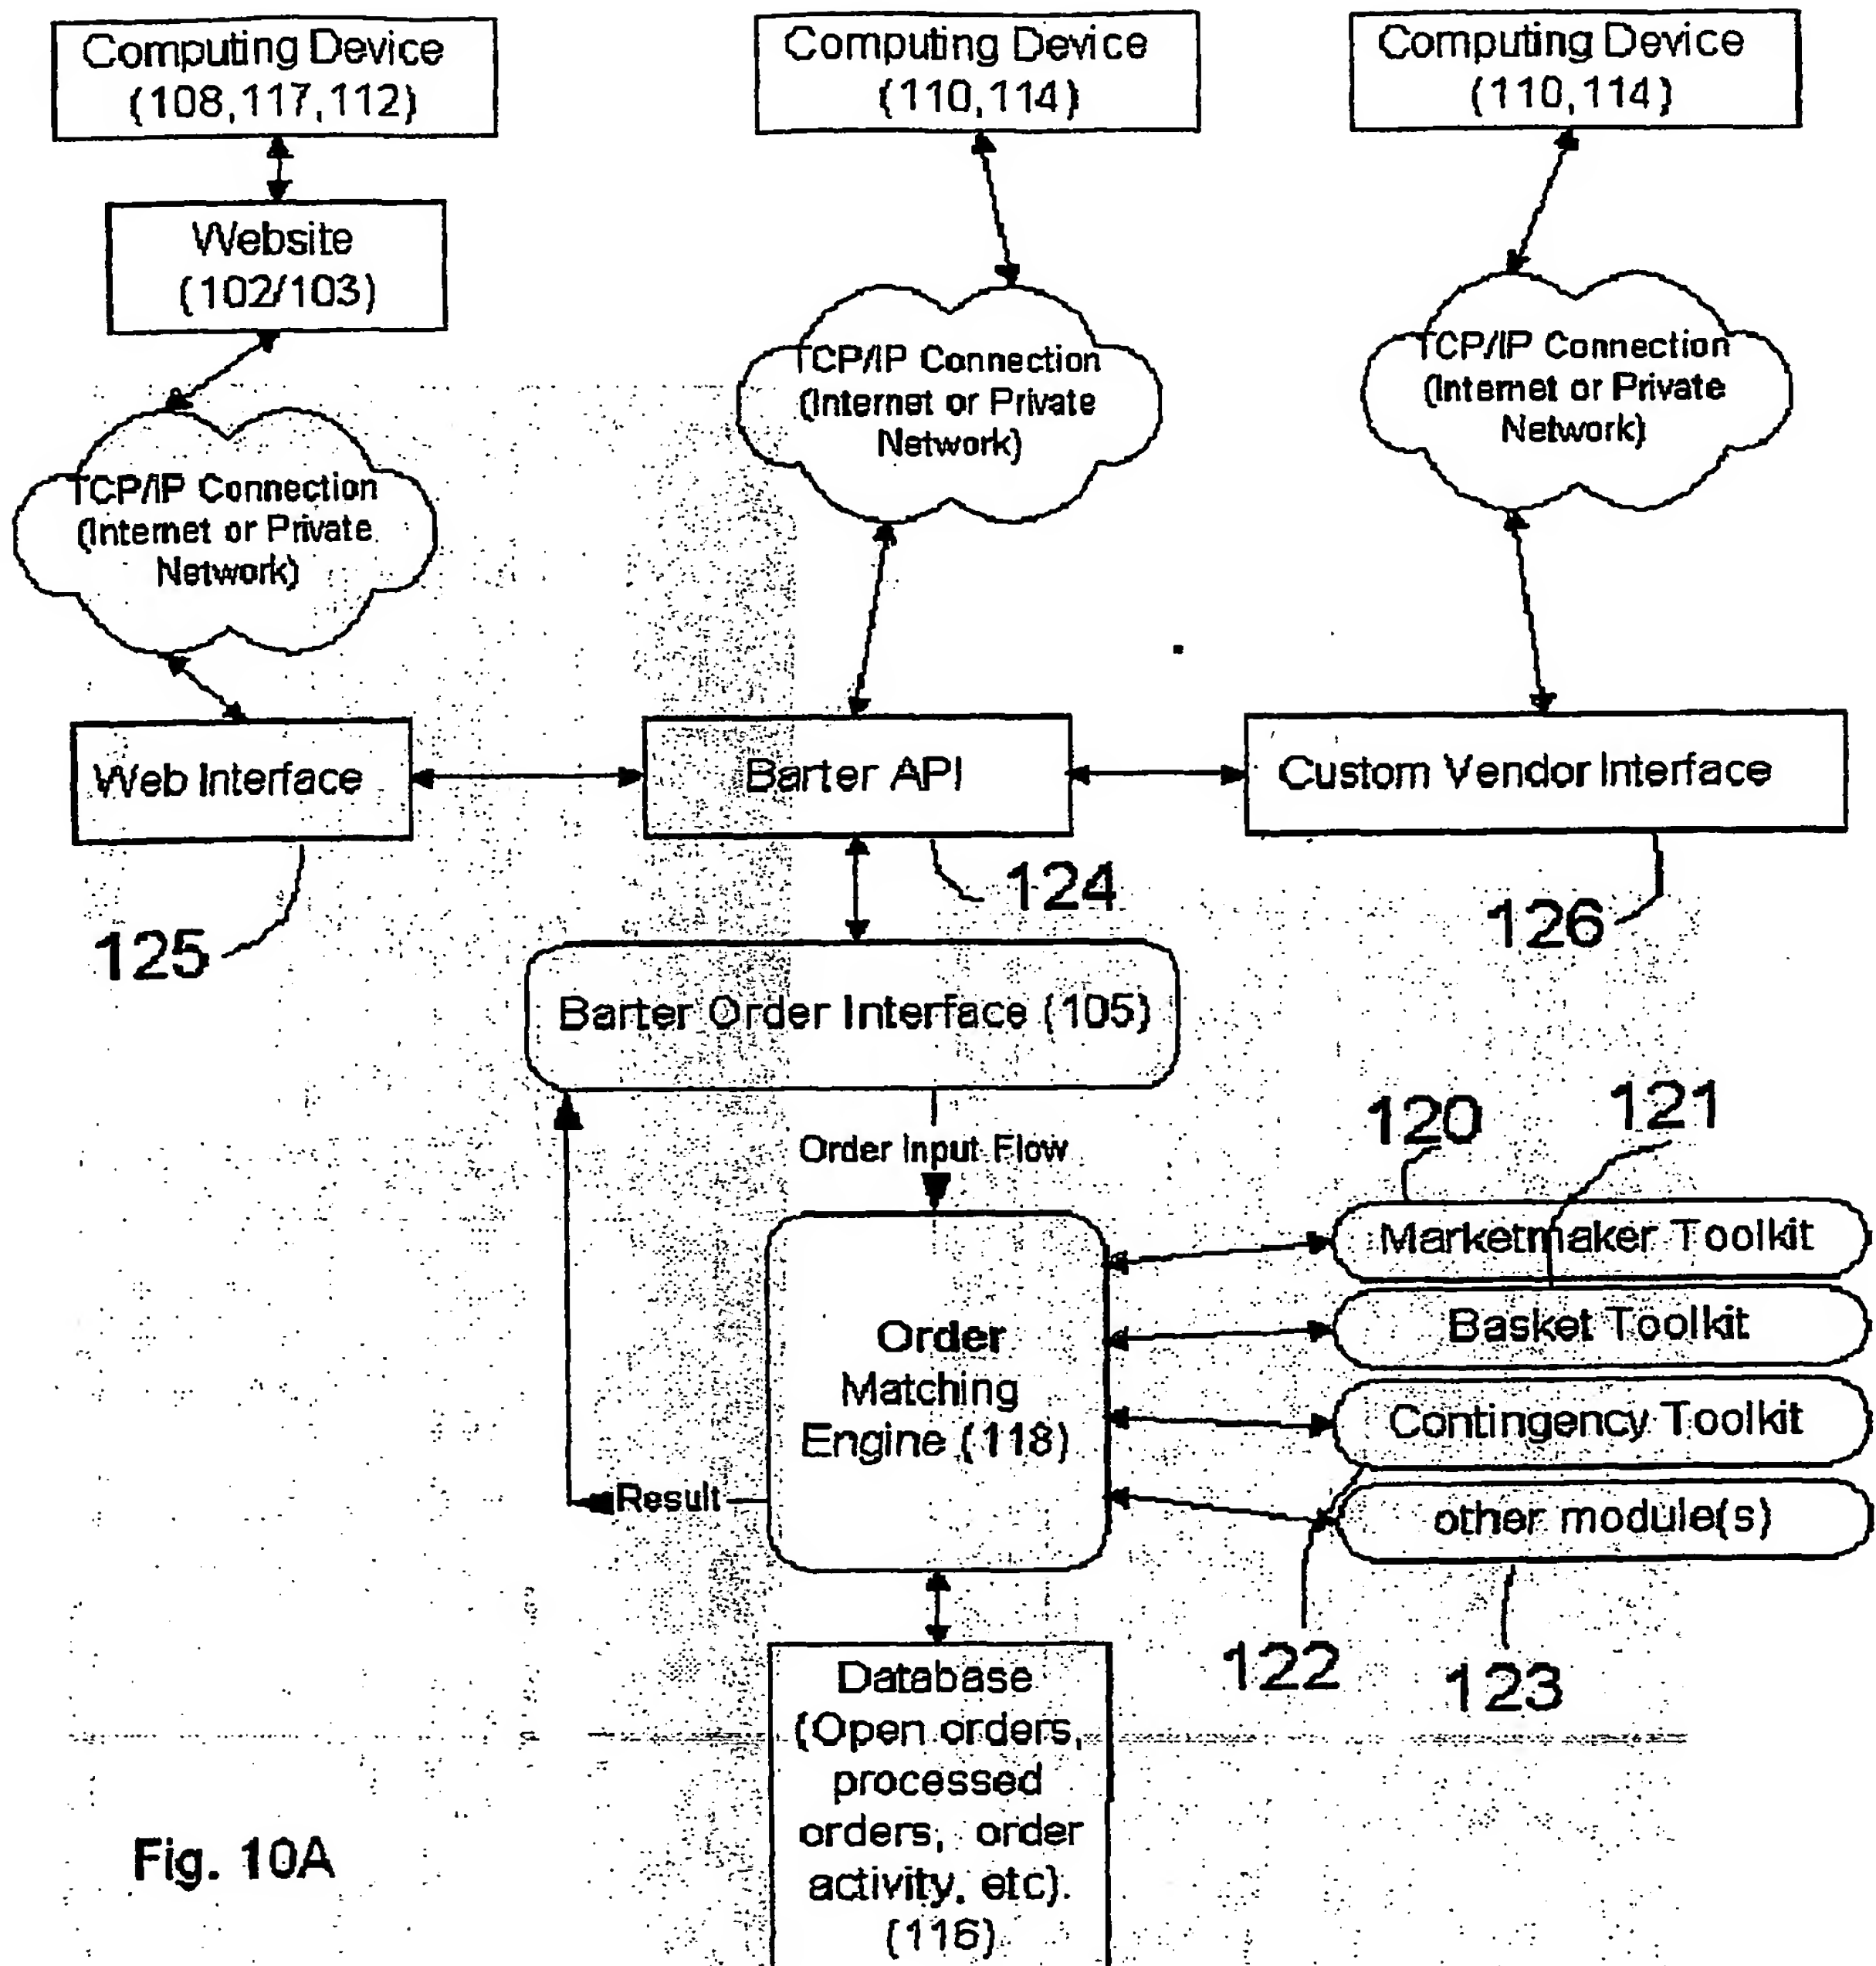 Computing Device
(108,117,112)
Computing Device
(110,114)
Computing Device
(110,114)
Website
(102/103)
TCP/IP Connection
(Internet or Private
Network)
TCP/IP Connection
(Internet or Private
Network)
TCP/IP Connection
(Internet or Private
Network)
Web Interface
Barter API
Custom Vendor Interface
125
124
126
Barter Order Interface (105)
Order Input Flow
120
121
Marketmaker Toolkit
Basket Toolkit
Contingency Toolkit
other module(s)
Order
Matching
Engine (118)
Result
122
123
Database
(Open orders,
processed
orders, order
activity, etc).
(116)
Fig. 10A